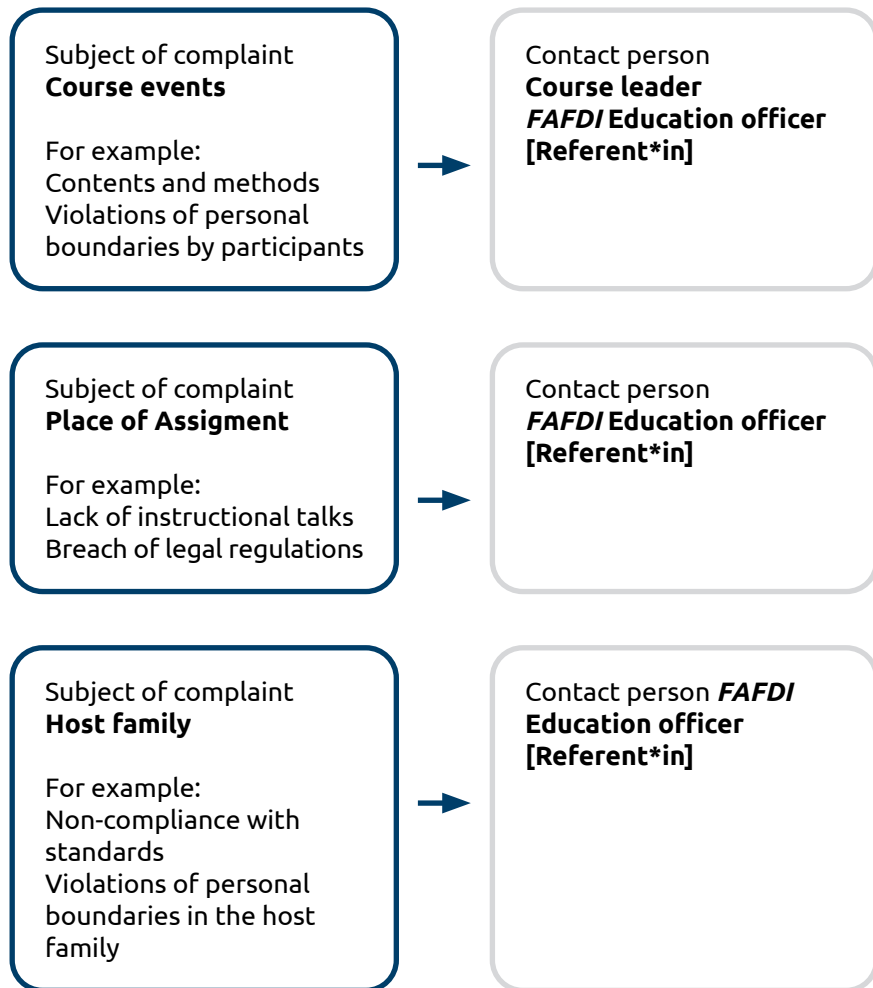 Subject of complaint
Course events
For example:
Contents and methods
Violations of personal
boundaries by participants
Contact person
Course leader
FAFDI Education officer
[Referent*in]
Subject of complaint
Place of Assigment
For example:
Lack of instructional talks
Breach of legal regulations
Contact person
FAFDI Education officer
[Referent*in]
Subject of complaint
Host family
For example:
Non-compliance with
standards
Violations of personal
boundaries in the host
family
Contact person FAFDI
Education officer
[Referent*in]